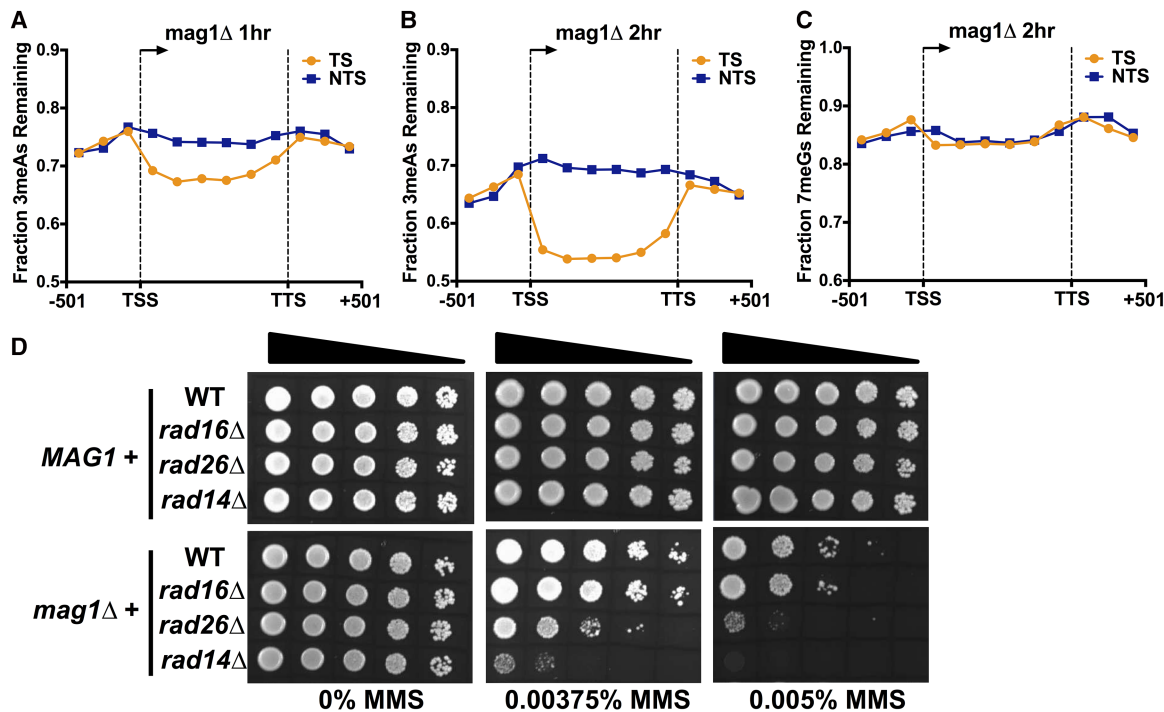 A
mag1Δ 1hr
TS
NTS
Fraction 3meAs Remaining
0.9
0.8
0.7
0.6
0.5
-501
TSS
TTS
+501
B
mag1Δ 2hr
TS
NTS
Fraction 3meAs Remaining
0.9
0.8
0.7
0.6
0.5
-501
TSS
TTS
+501
C
mag1Δ 2hr
TS
NTS
Fraction 7meGs Remaining
1.0
0.9
0.8
0.7
0.6
-501
TSS
TTS
+501
D
MAG1 +
WT
rad16Δ
rad26Δ
rad14Δ
mag1Δ +
WT
rad16Δ
rad26Δ
rad14Δ
0% MMS
0.00375% MMS
0.005% MMS